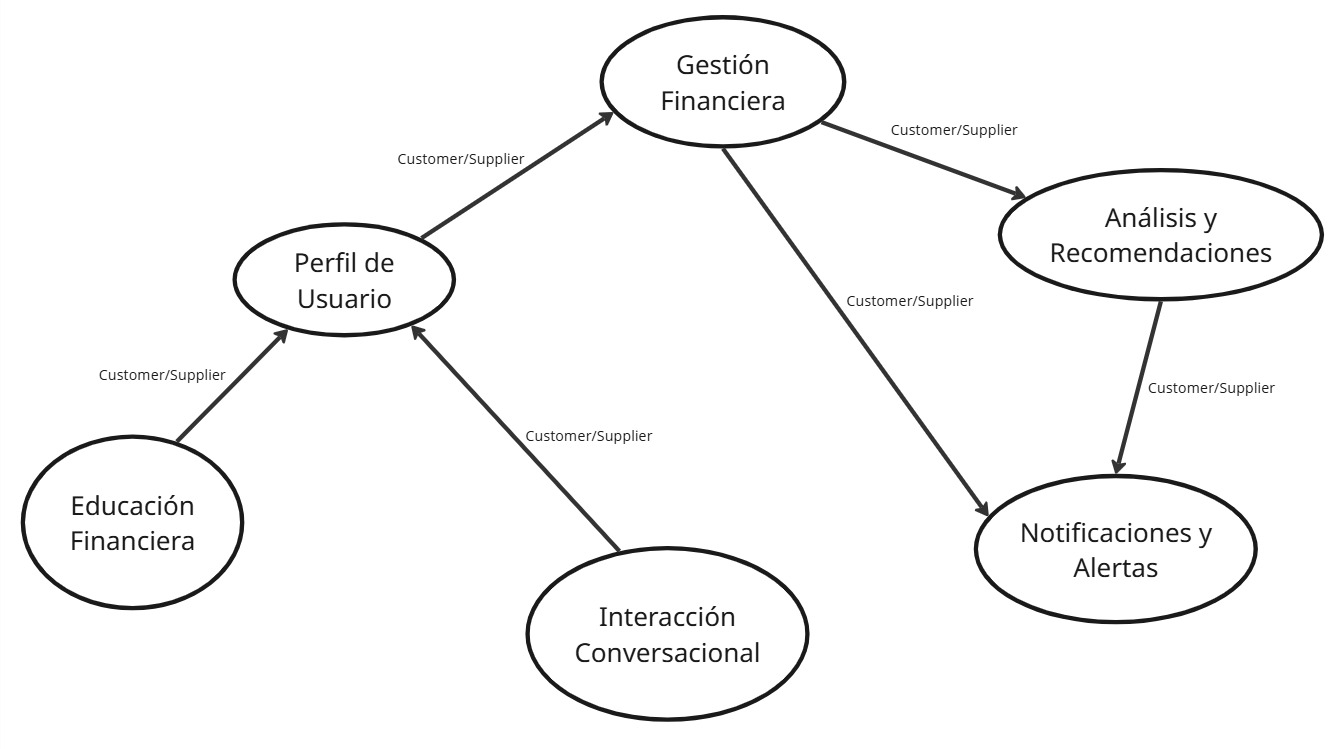 Gestión
Financiera
Customer/Supplier
Customer/Supplier
Análisis y
Recomendaciones
Perfil de
Usuario
Customer/Supplier
Customer/Supplier
Customer/Supplier
Customer/Supplier
Educación
Financiera
Notificaciones y
Alertas
Interacción
Conversacional